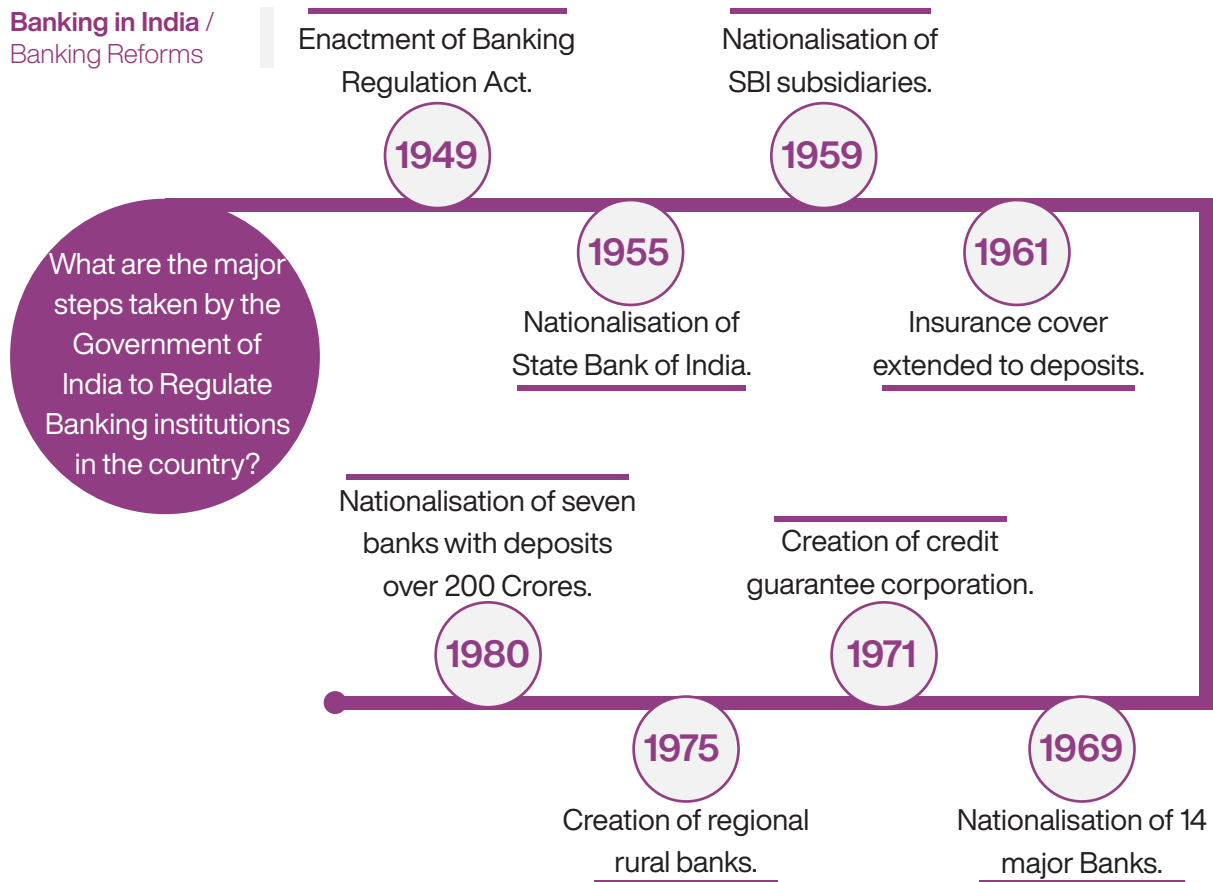 Banking in India /
Banking Reforms
What are the major
steps taken by the
Government of
India to Regulate
Banking institutions
in the country?
Enactment of Banking
Regulation Act.
1949
1955
Nationalisation of
State Bank of India.
Nationalisation of
SBI subsidiaries.
1959
1961
Insurance cover
extended to deposits.
1969
Nationalisation of 14
major Banks.
Creation of credit
guarantee corporation.
1971
1975
Creation of regional
rural banks.
Nationalisation of seven
banks with deposits
over 200 Crores.
1980